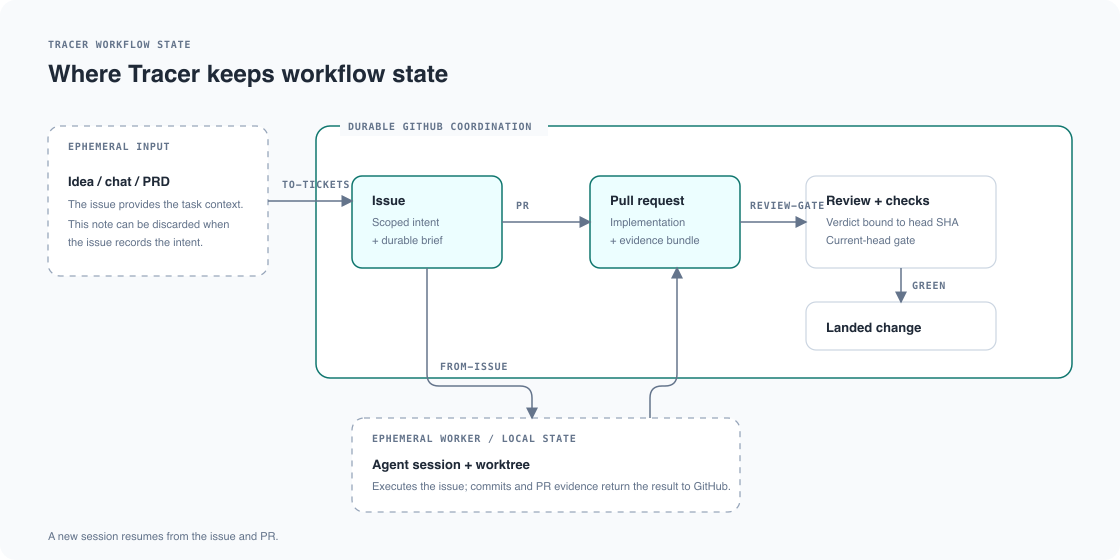 TRACER WORKFLOW STATE
Where Tracer keeps workflow state
EPHEMERAL INPUT
Idea / chat / PRD
The issue provides the task context.
This note can be discarded when
the issue records the intent.
TO−TICKETS
DURABLE GITHUB COORDINATION
Issue
Scoped intent
+ durable brief
PR
Pull request
Implementation
+ evidence bundle
REVIEW−GATE
Review + checks
Verdict bound to head SHA
Current-head gate
GREEN
Landed change
FROM−ISSUE
EPHEMERAL WORKER / LOCAL STATE
Agent session + worktree
Executes the issue; commits and PR evidence return the result to GitHub.
A new session resumes from the issue and PR.